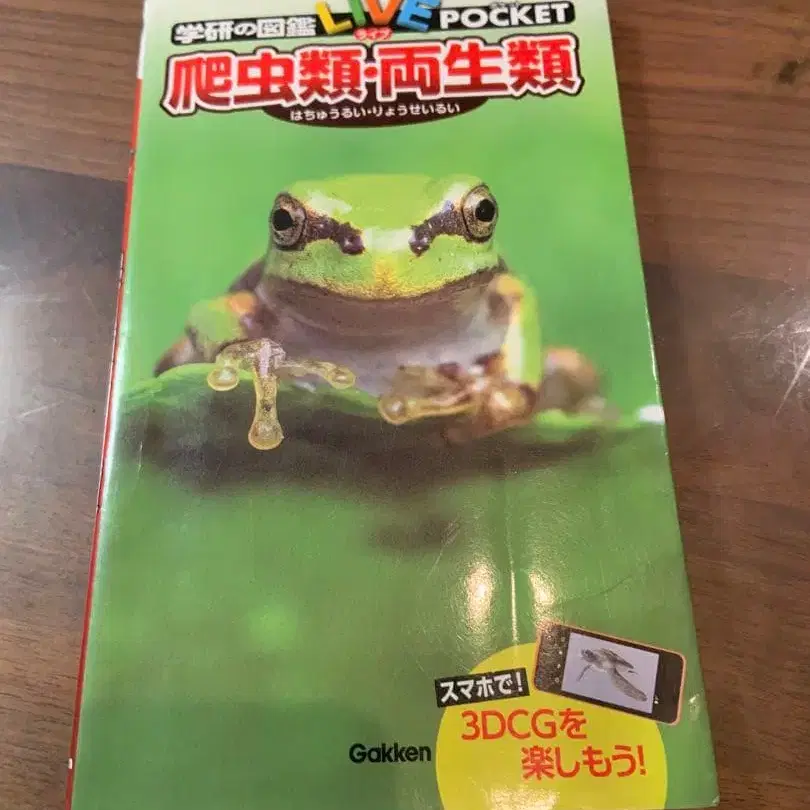 学研の図鑑 LIVE POCKET
ライブ
爬虫類・両生類
はちゅうるい・りょうせいるい
スマホで!
3DCGを
楽しもう!
Gakken